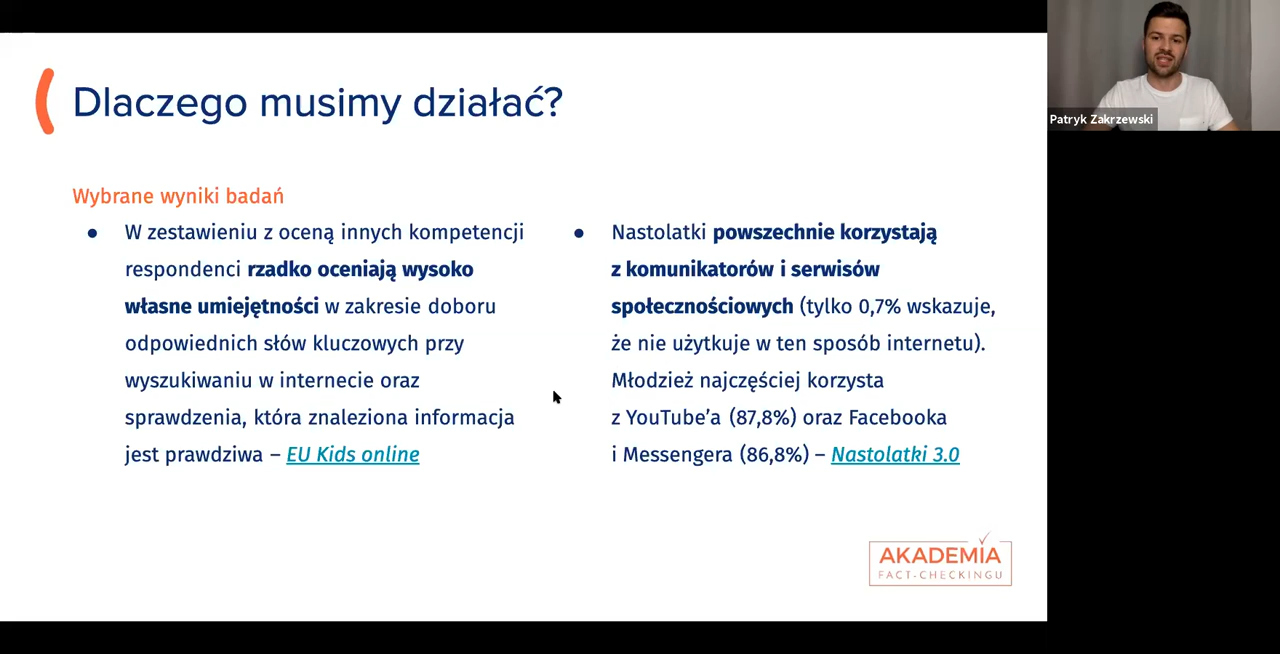 Dlaczego musimy działać?
Wybrane wyniki badań
● W zestawieniu z oceną innych kompetencji
respondenci rzadko oceniają wysoko
własne umiejętności w zakresie doboru
odpowiednich słów kluczowych przy
wyszukiwaniu w internecie oraz
sprawdzenia, która znaleziona informacja
jest prawdziwa – EU Kids online
● Nastolatki powszechnie korzystają
z komunikatorów i serwisów
społecznościowych (tylko 0,7% wskazuje,
że nie użytkuje w ten sposób internetu).
Młodzież najczęściej korzysta
z YouTube’a (87,8%) oraz Facebooka
i Messengera (86,8%) – Nastolatki 3.0
AKADEMIA
FACT-CHECKINGU
Patryk Zakrzewski